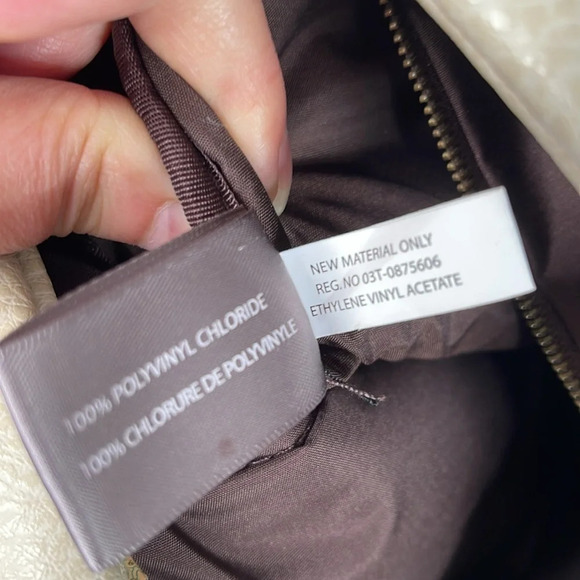 100% POLYVINYL CHLORIDE
100% CHLORURE DE POLYVINYLE
NEW MATERIAL ONLY
REG. NO 03T-0875606
ETHYLENE VINYL ACETATE